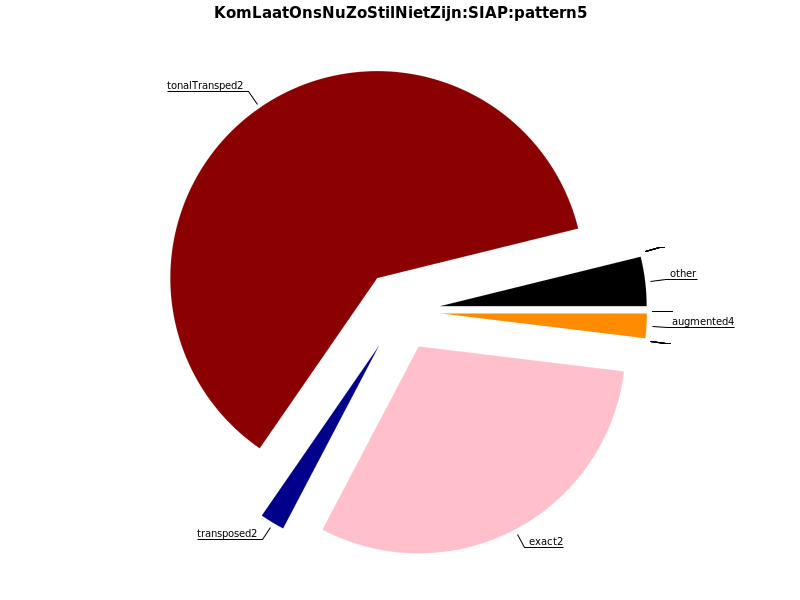 KomLaatOnsNuZoStilNietZijn:SIAP:pattern5
tonalTransped2
other
augmented4
transposed2
exact2